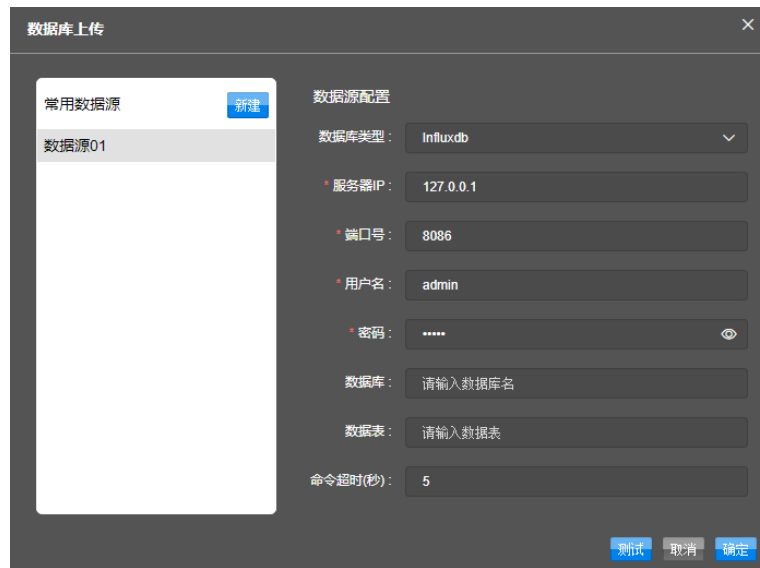 数据库上传
常用数据源 新建
数据源01
数据源配置
数据库类型： Influxdb
*服务器IP： 127.0.0.1
*端口号： 8086
*用户名： admin
*密码： •••••
数据库： 请输入数据库名
数据表： 请输入数据表
命令超时(秒)： 5
测试 取消 确定